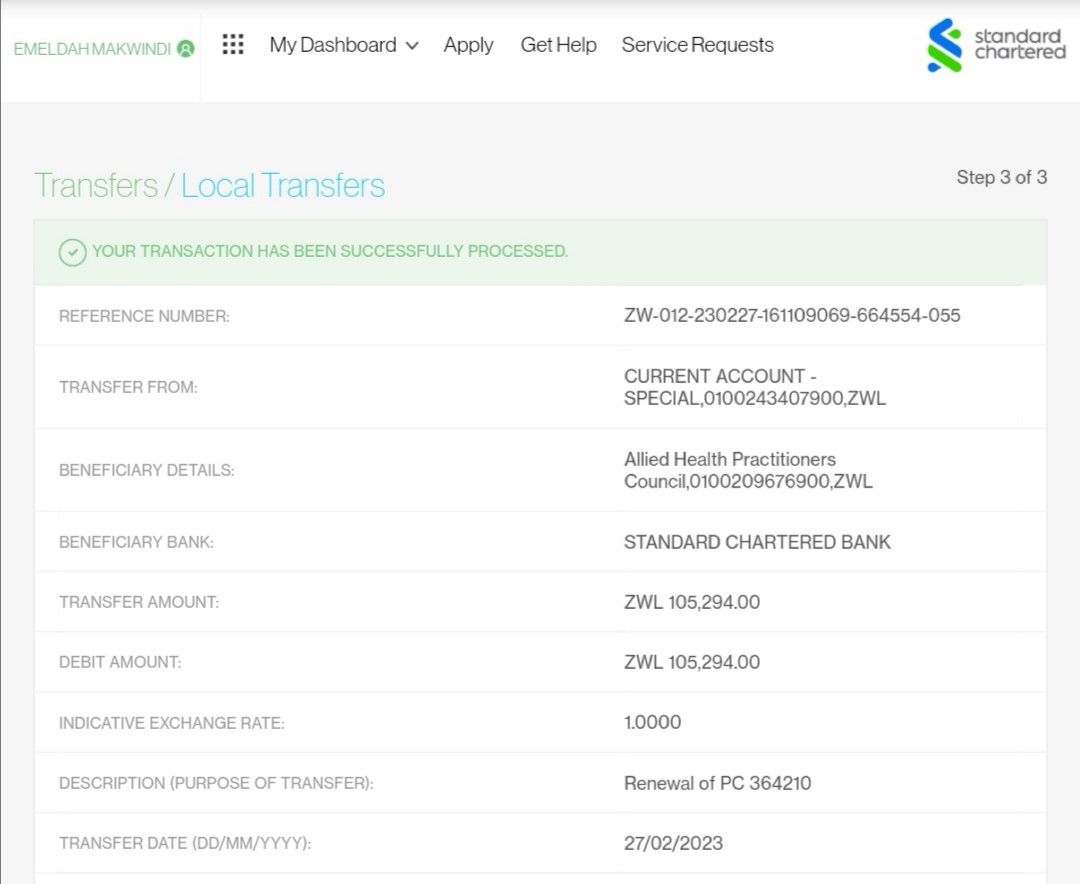 EMELDAH MAKWINDI
My Dashboard
Apply
Get Help
Service Requests
standard
chartered
Transfers / Local Transfers
Step 3 of 3
YOUR TRANSACTION HAS BEEN SUCCESSFULLY PROCESSED.
REFERENCE NUMBER:
ZW-012-230227-161109069-664554-055
TRANSFER FROM:
CURRENT ACCOUNT -
SPECIAL,0100243407900,ZWL
BENEFICIARY DETAILS:
Allied Health Practitioners
Council,0100209676900,ZWL
BENEFICIARY BANK:
STANDARD CHARTERED BANK
TRANSFER AMOUNT:
ZWL 105,294.00
DEBIT AMOUNT:
ZWL 105,294.00
INDICATIVE EXCHANGE RATE:
1.0000
DESCRIPTION (PURPOSE OF TRANSFER):
Renewal of PC 364210
TRANSFER DATE (DD/MM/YYYY):
27/02/2023